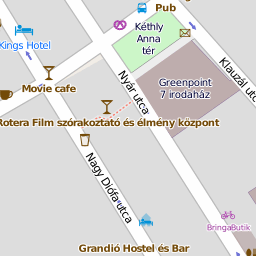 Pub
Kéthly
Anna
tér
Kings Hotel
Greenpoint
7 irodaház
Klauzál utc
Nyár utca
Movie cafe
Rotera Film szórakoztató és élmény központ
Nagy Diófa utca
BringaButik
Grandió Hostel és Bar